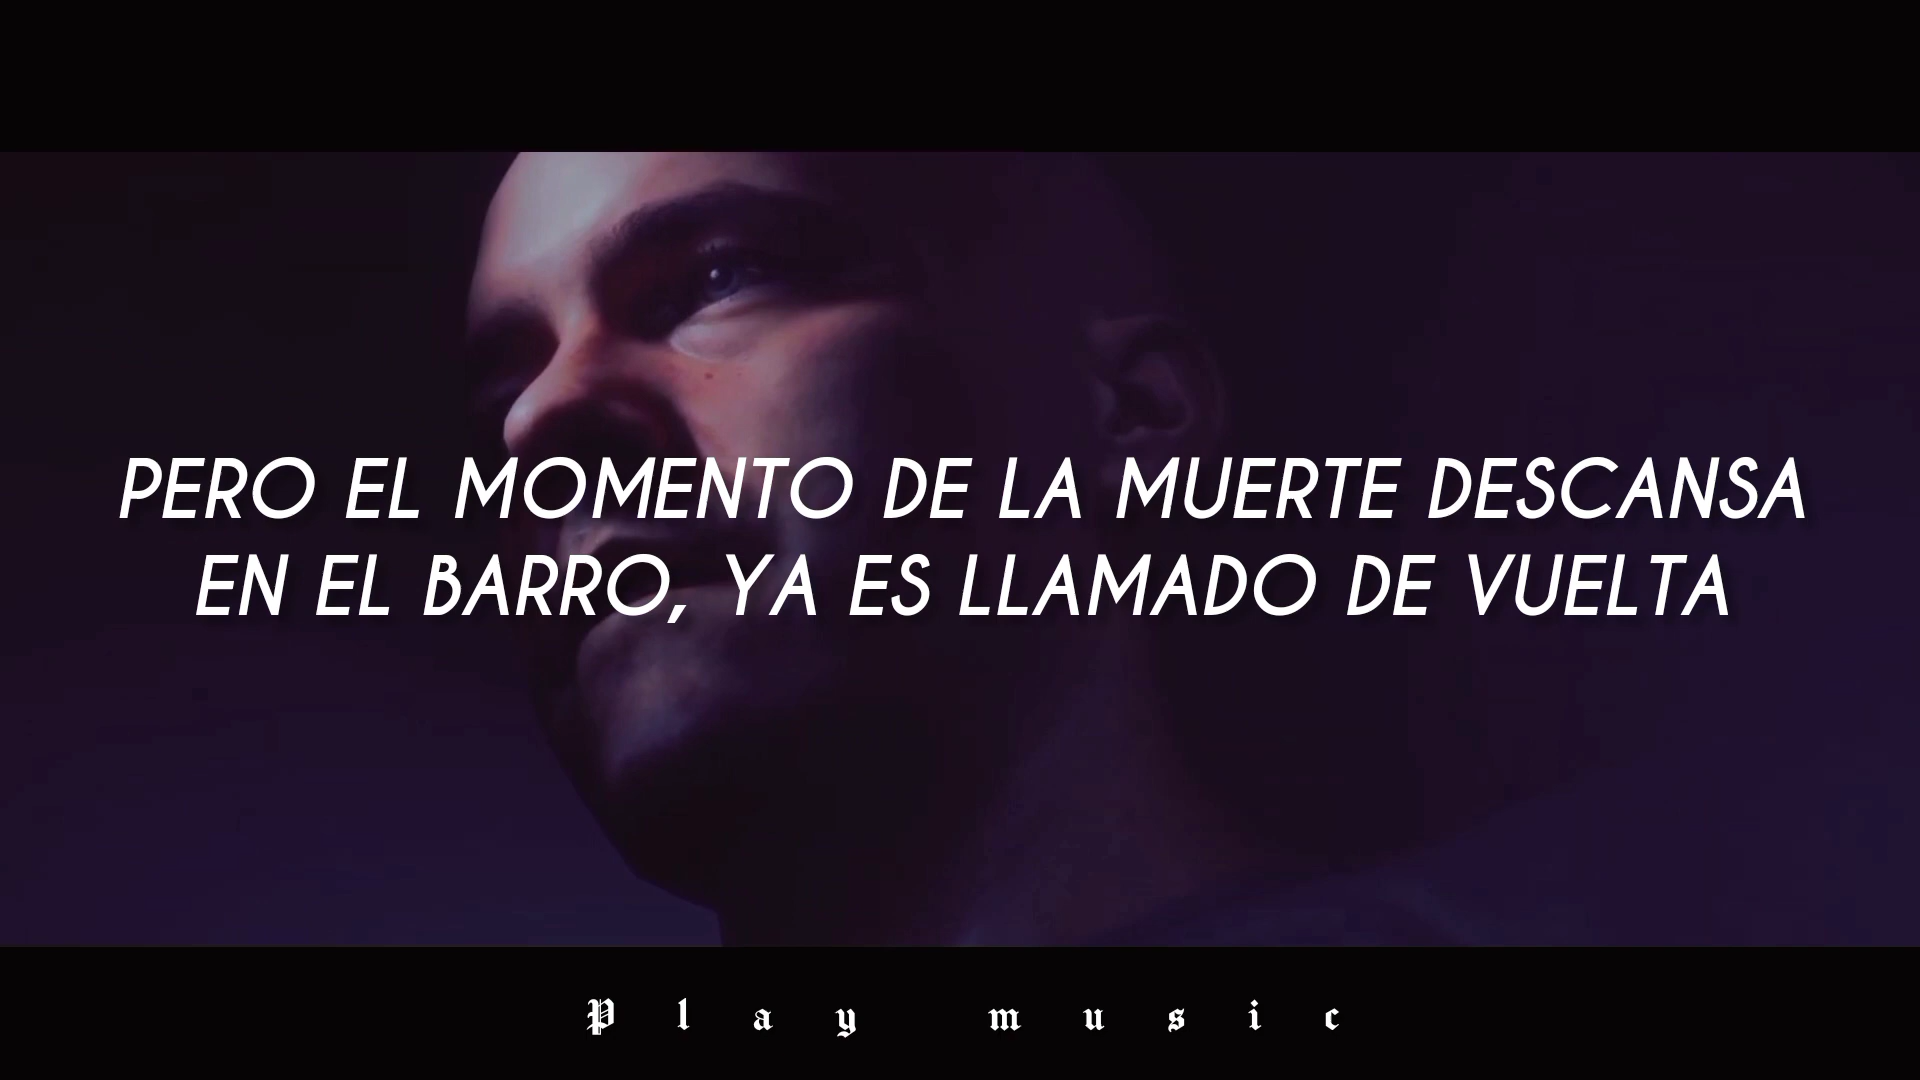 PERO EL MOMENTO DE LA MUERTE DESCANSA
EN EL BARRO, YA ES LLAMADO DE VUELTA
Play music